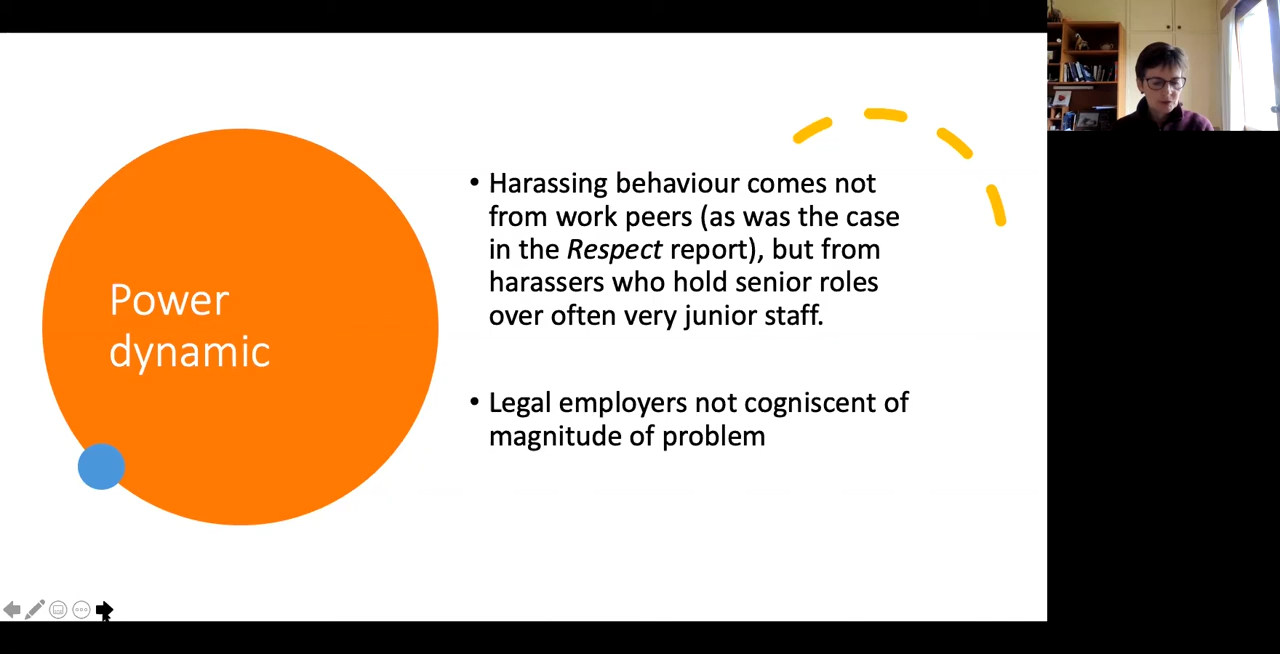 Power
dynamic
• Harassing behaviour comes not
from work peers (as was the case
in the Respect report), but from
harassers who hold senior roles
over often very junior staff.
• Legal employers not cogniscent of
magnitude of problem